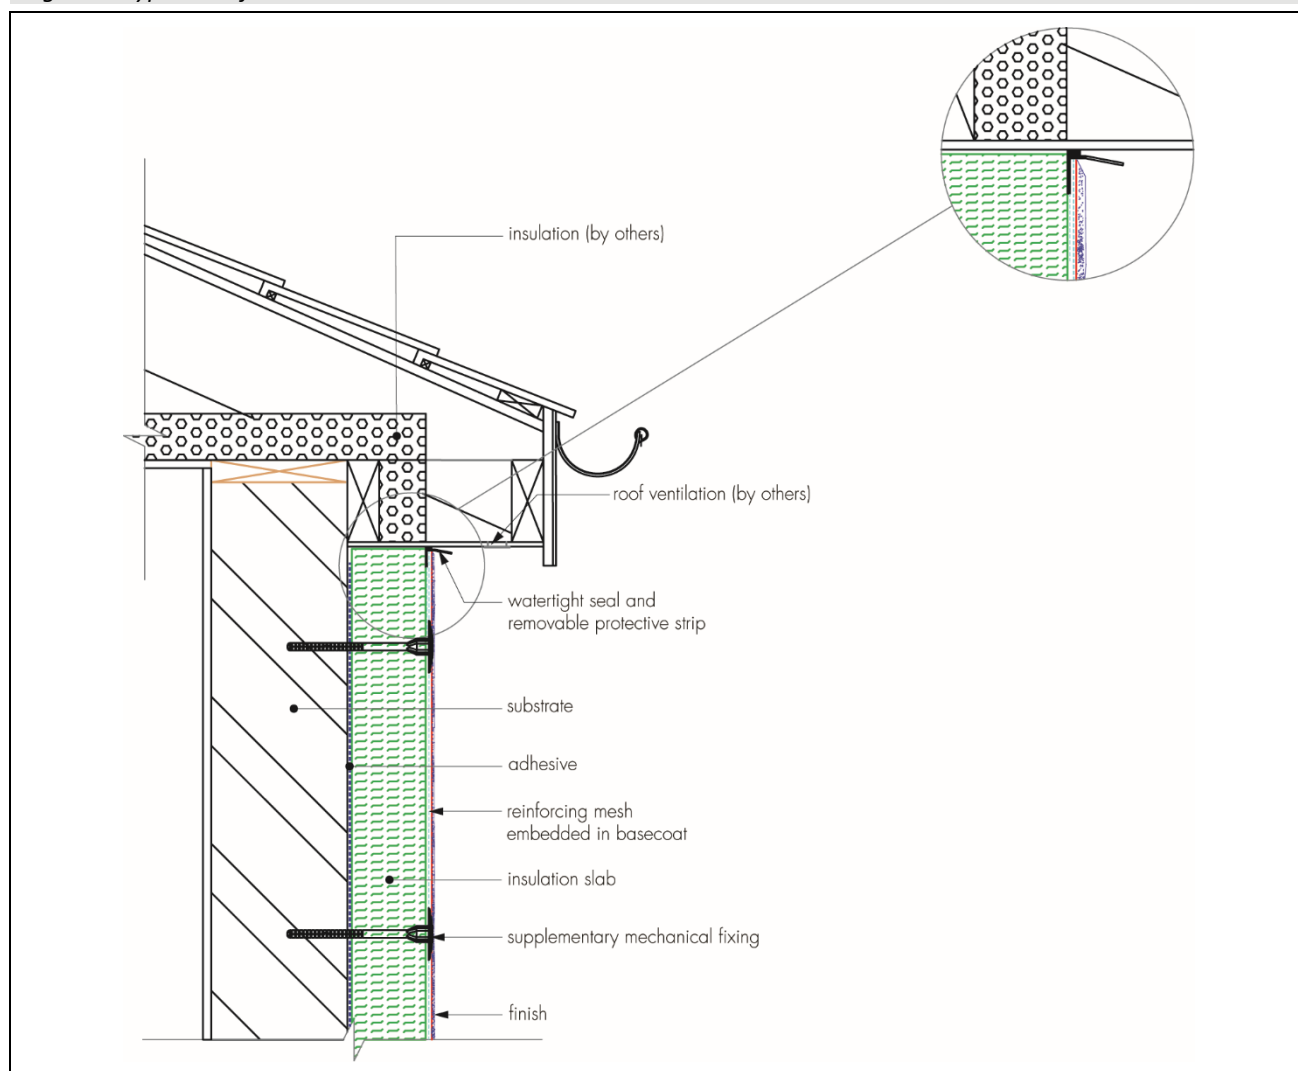 insulation (by others)
roof ventilation (by others)
watertight seal and
removable protective strip
substrate
adhesive
reinforcing mesh
embedded in basecoat
insulation slab
supplementary mechanical fixing
finish